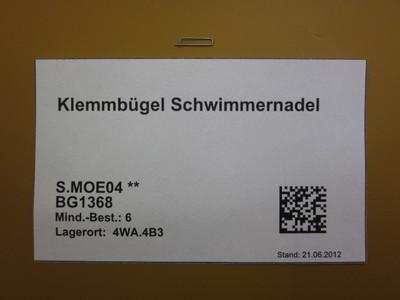 Klemmbügel Schwimmernadel
S.MOE04 **
BG1368
Mind.-Best.: 6
Lagerort: 4WA.4B3
Stand: 21.06.2012